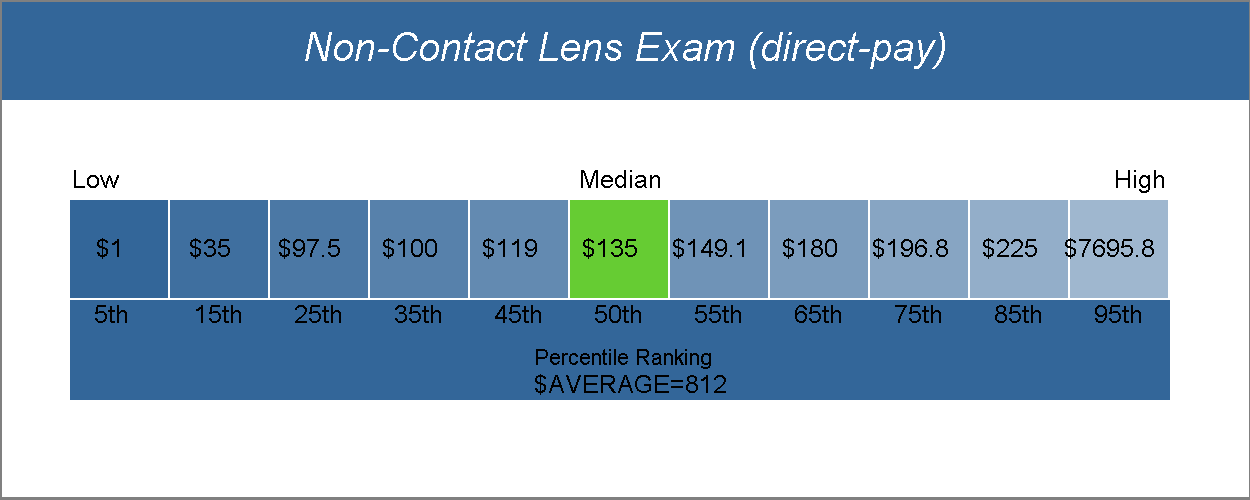 Non-Contact Lens Exam (direct-pay)
Low Median High
$1 $35 $97.5 $100 $119 $135 $149.1 $180 $196.8 $225 $7695.8
5th 15th 25th 35th 45th 50th 55th 65th 75th 85th 95th
Percentile Ranking
$AVERAGE=812